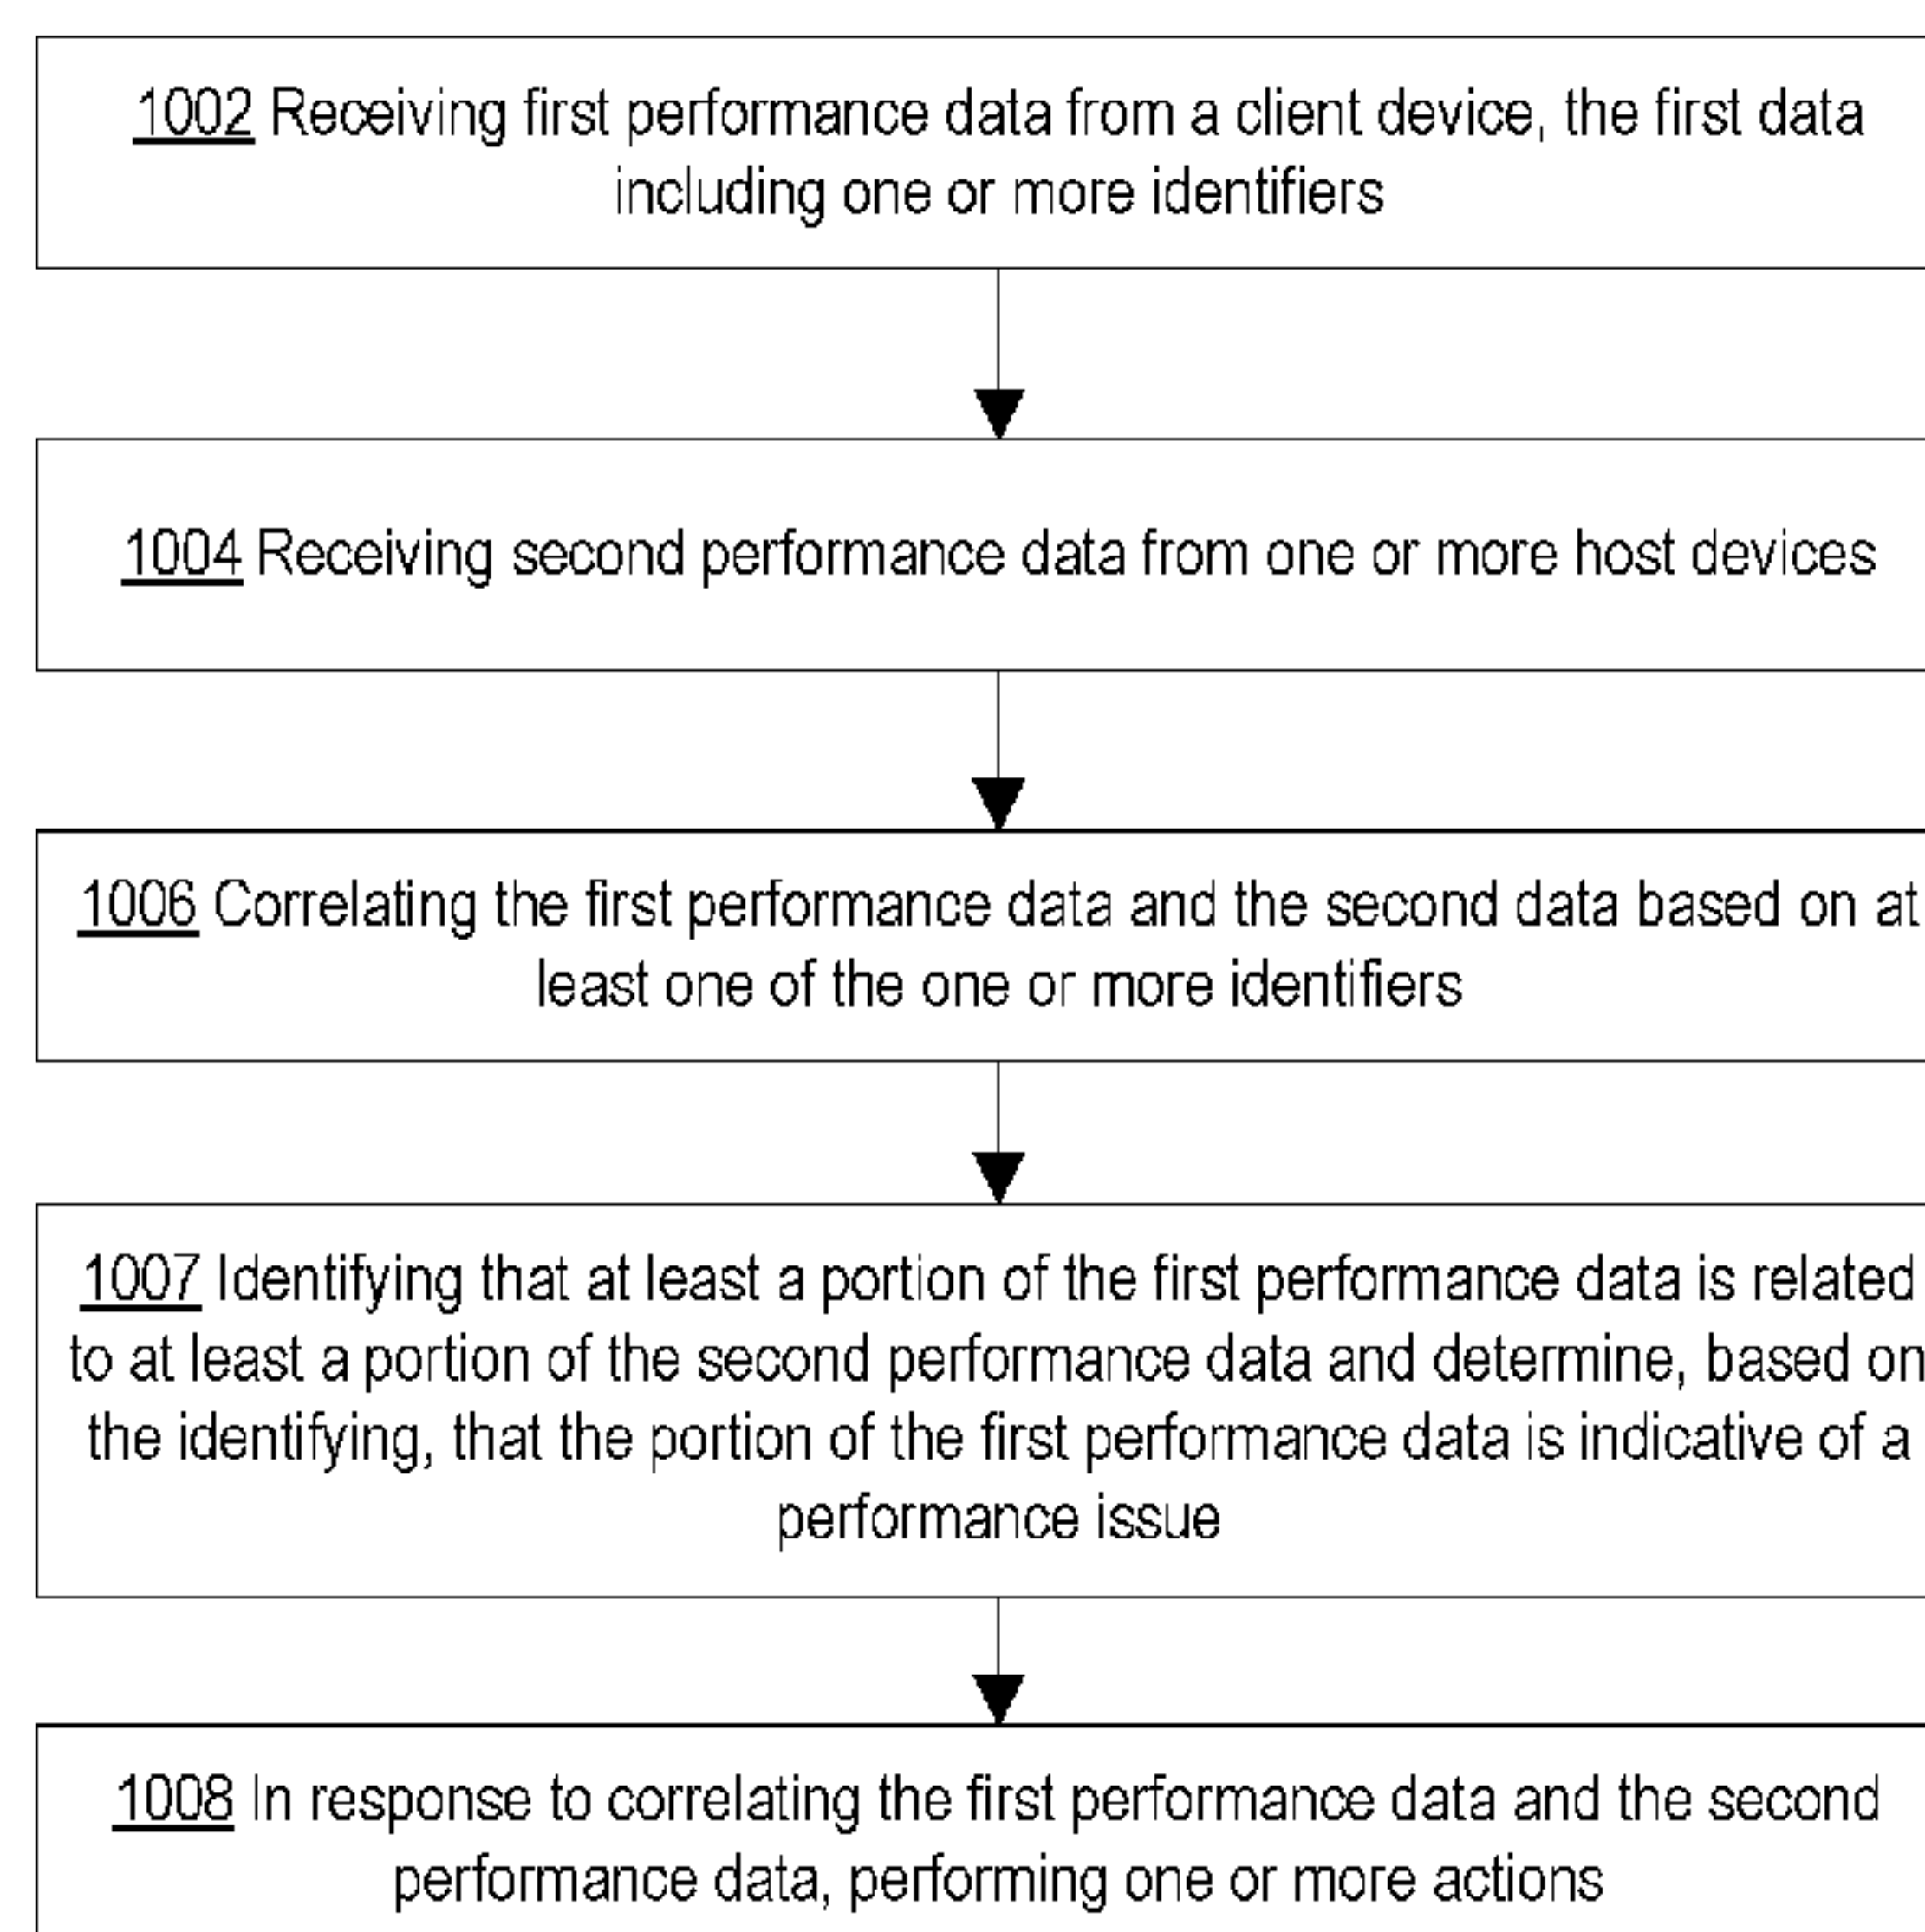 1002 Receiving first performance data from a client device, the first data
including one or more identifiers
1004 Receiving second performance data from one or more host devices
1006 Correlating the first performance data and the second data based on at
least one of the one or more identifiers
1007 Identifying that at least a portion of the first performance data is related
to at least a portion of the second performance data and determine, based on
the identifying, that the portion of the first performance data is indicative of a
performance issue
1008 In response to correlating the first performance data and the second
performance data, performing one or more actions